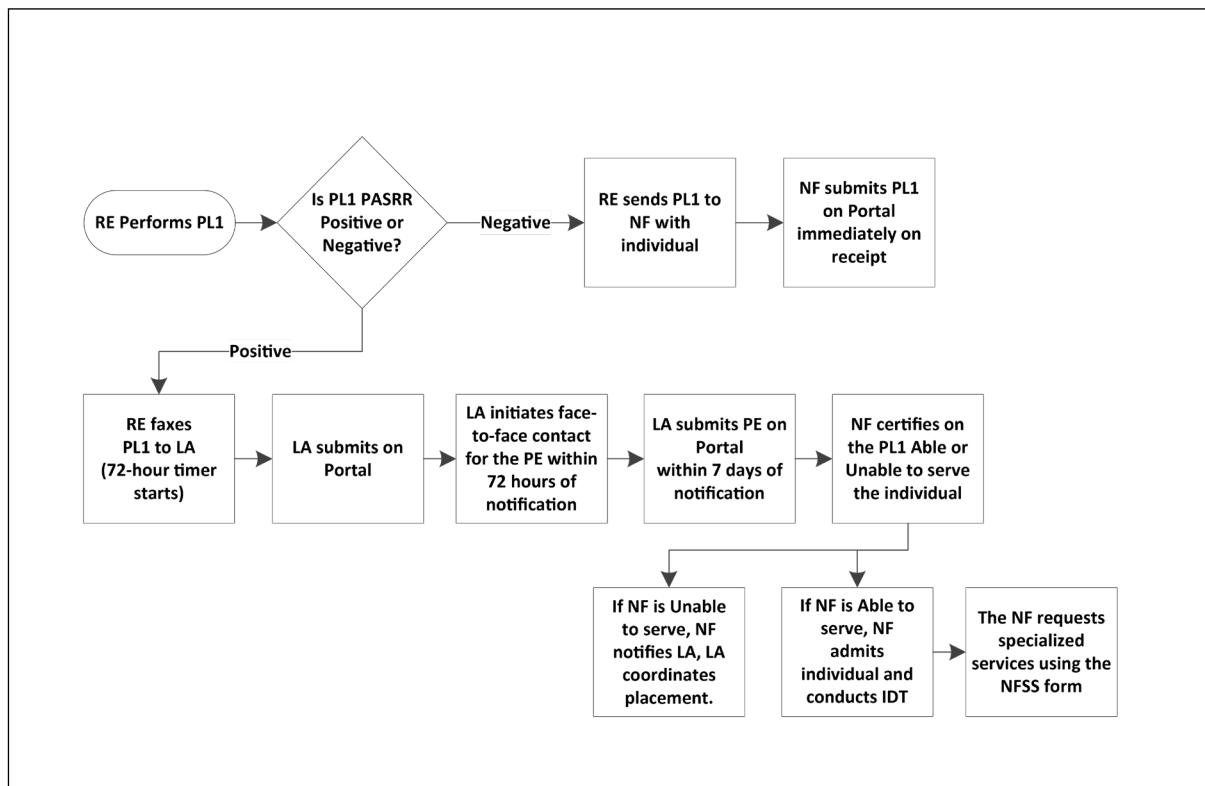 RE Performs PL1
Is PL1 PASRR
Positive or
Negative?
Negative
RE sends PL1 to
NF with
individual
NF submits PL1
on Portal
immediately on
receipt
Positive
RE faxes
PL1 to LA
(72-hour timer
starts)
LA submits on
Portal
LA initiates face-
to-face contact
for the PE within
72 hours of
notification
LA submits PE on
Portal
within 7 days of
notification
NF certifies on
the PL1 Able or
Unable to serve
the individual
If NF is Unable
to serve, NF
notifies LA, LA
coordinates
placement.
If NF is Able to
serve, NF
admits
individual and
conducts IDT
The NF requests
specialized
services using the
NFSS form